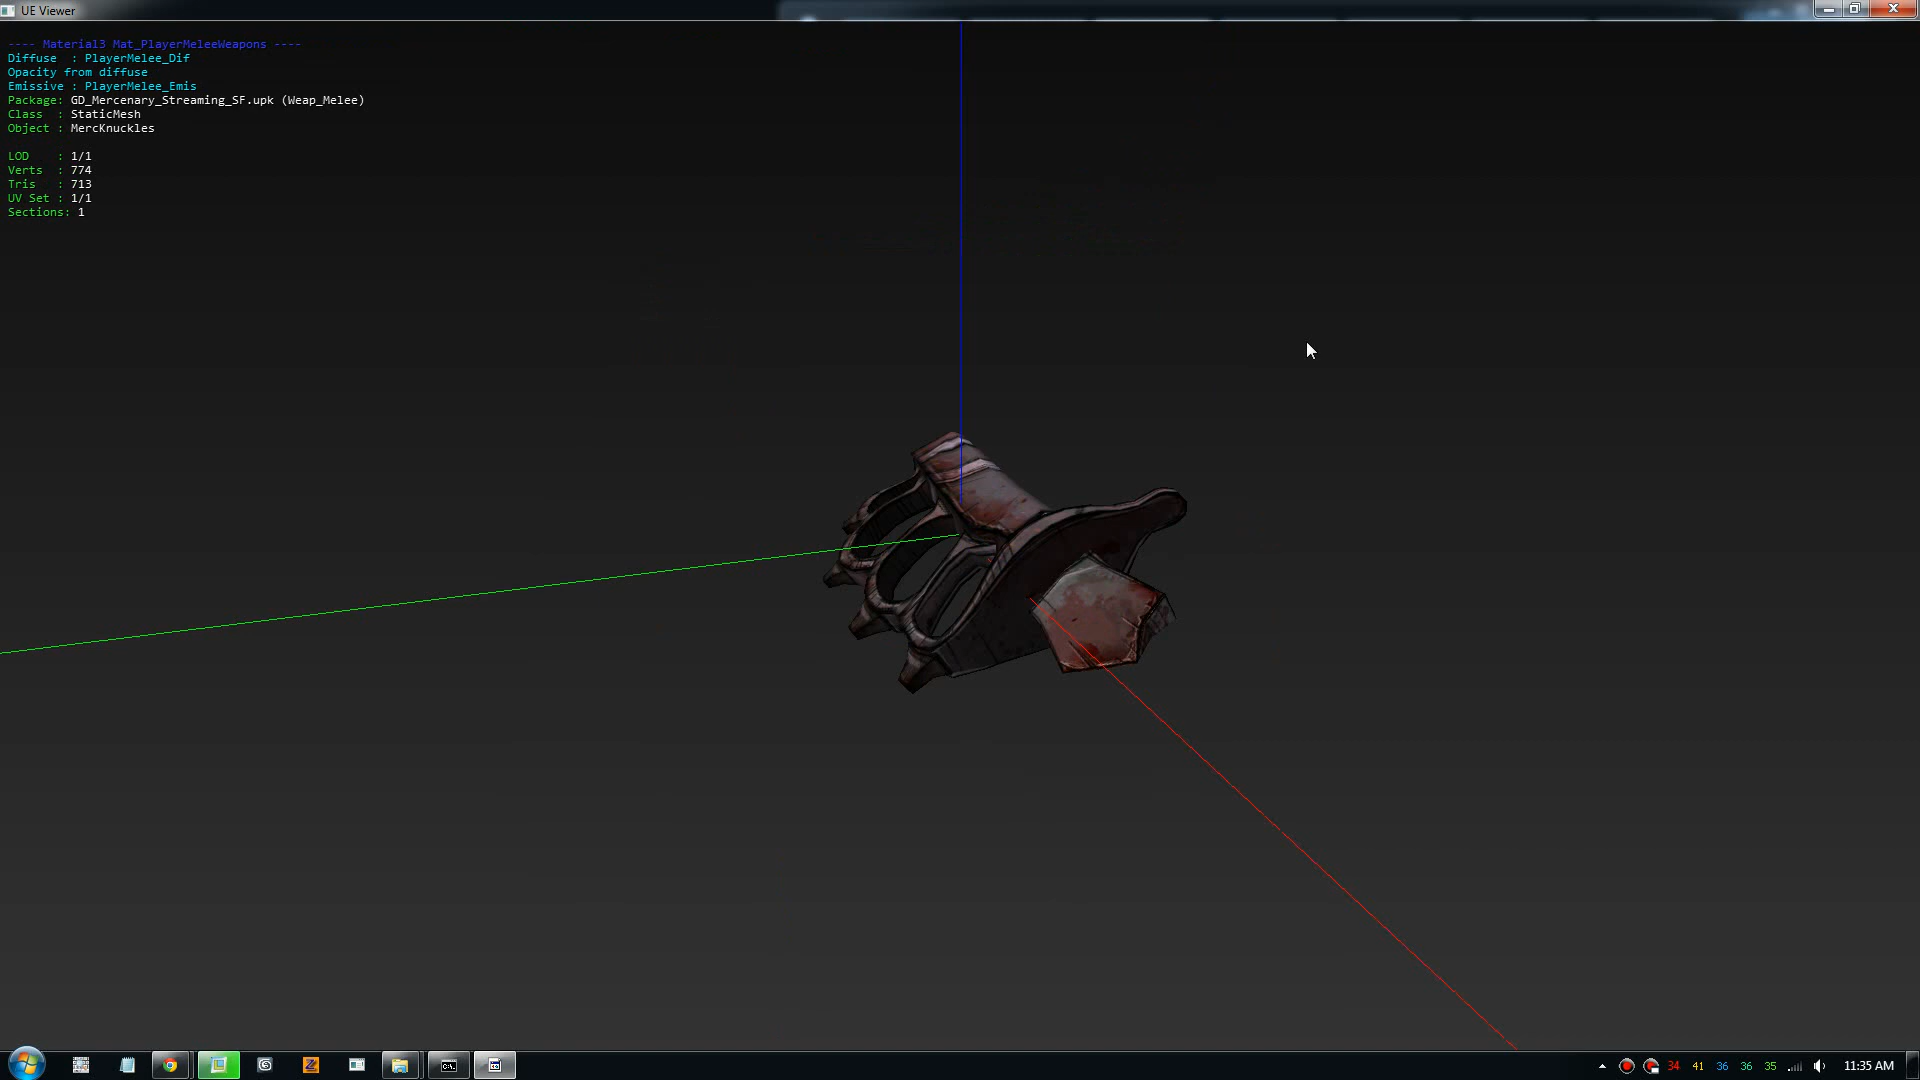 UE Viewer
---- Material3 Mat_PlayerMeleeWeapons ----
Diffuse  : PlayerMelee_Dif
Opacity from diffuse
Emissive : PlayerMelee_Emis
Package: GD_Mercenary_Streaming_SF.upk (Weap_Melee)
Class  : StaticMesh
Object : MercKnuckles
LOD    : 1/1
Verts  : 774
Tris   : 713
UV Set : 1/1
Sections: 1
34 41 36 36 35 11:35 AM